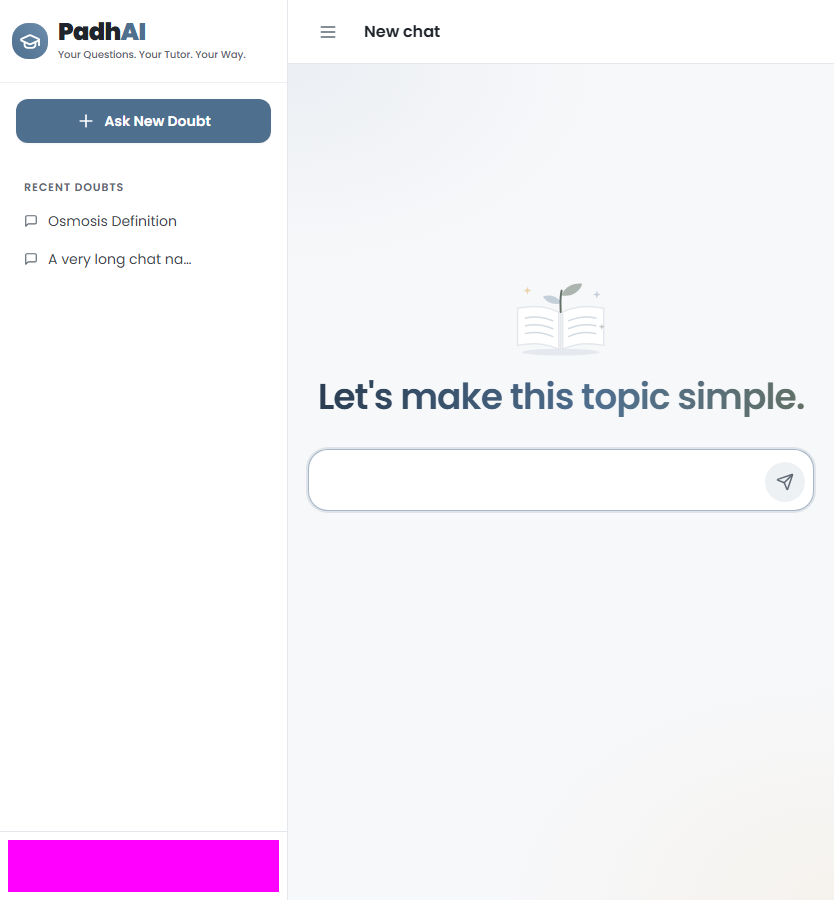 PadhAI
Your Questions. Your Tutor. Your Way.
Ask New Doubt
RECENT DOUBTS
Osmosis Definition
A very long chat na...
New chat
Let's make this topic simple.